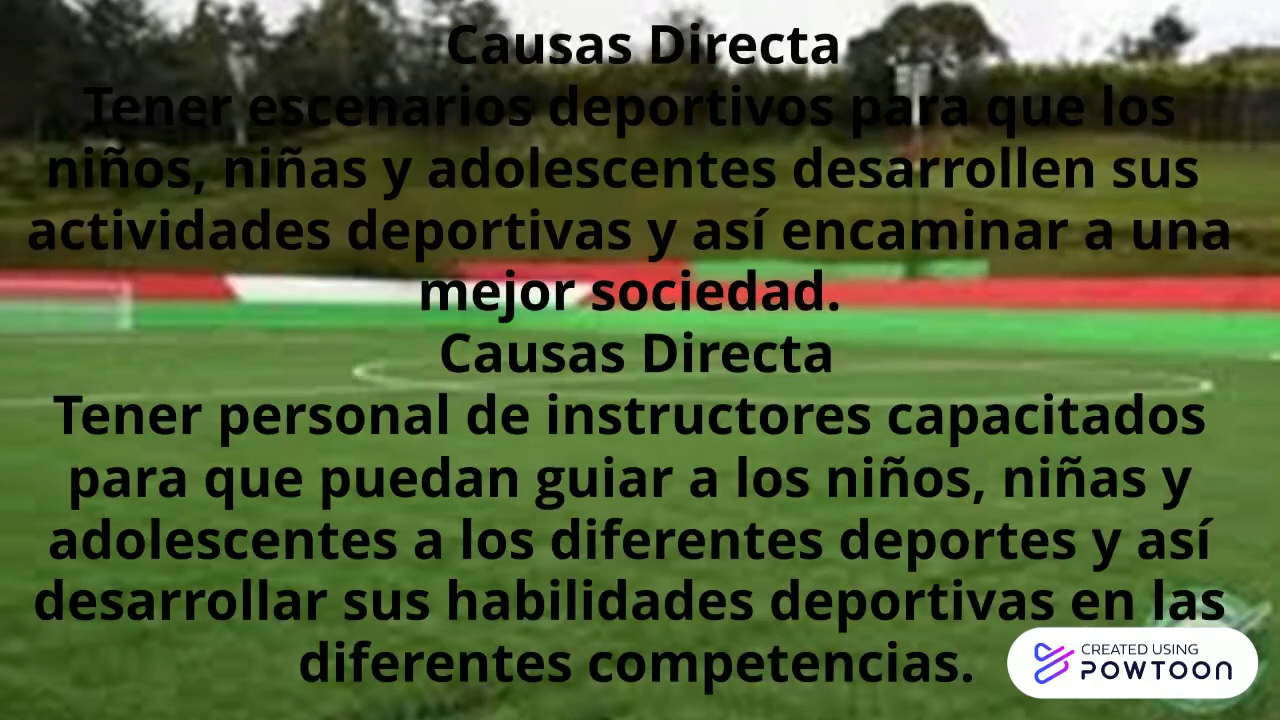 Causas Directa
Tener escenarios deportivos para que los
niños, niñas y adolescentes desarrollen sus
actividades deportivas y así encaminar a una
mejor sociedad.
Causas Directa
Tener personal de instructores capacitados
para que puedan guiar a los niños, niñas y
adolescentes a los diferentes deportes y así
desarrollar sus habilidades deportivas en las
diferentes competencias.
CREATED USING
POWTOON